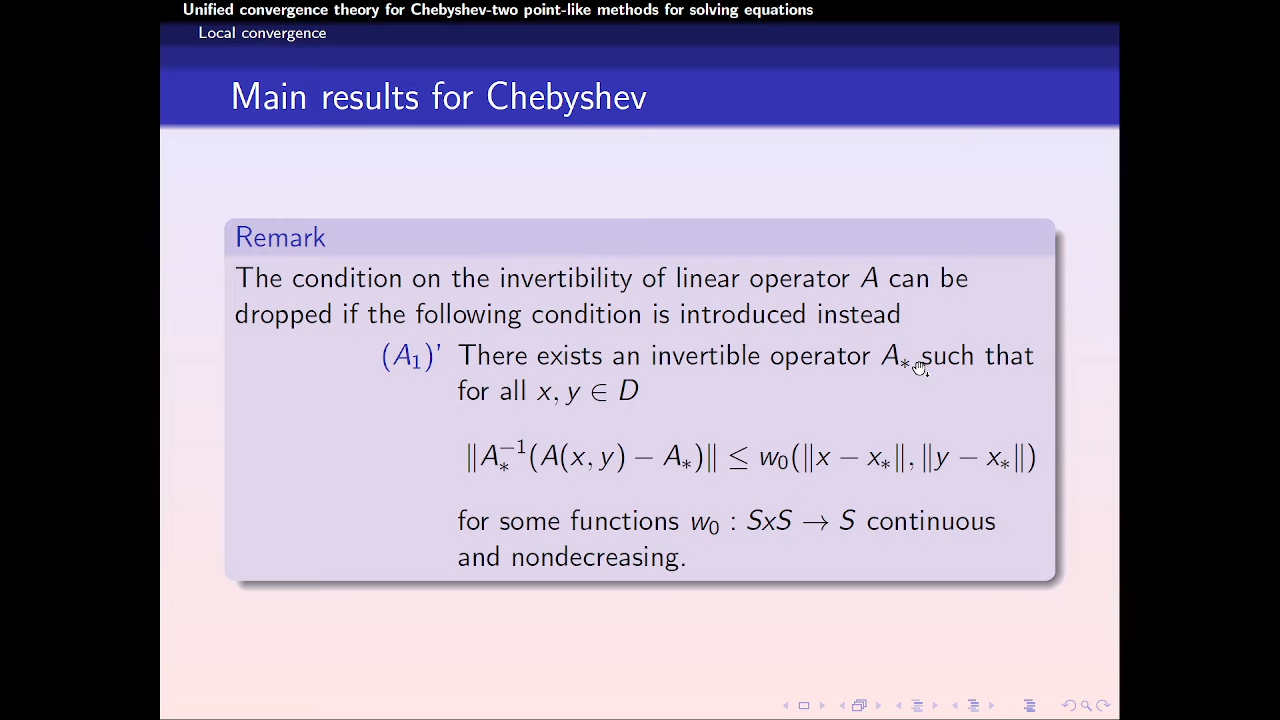 Unified convergence theory for Chebyshev-two point-like methods for solving equations
Local convergence
Main results for Chebyshev
Remark
The condition on the invertibility of linear operator A can be
dropped if the following condition is introduced instead
(A₁)' There exists an invertible operator A∗ such that
for all x, y ∈ D
‖A∗⁻¹(A(x, y) − A∗)‖ ≤ w₀(‖x − x∗‖, ‖y − x∗‖)
for some functions w₀ : SxS → S continuous
and nondecreasing.